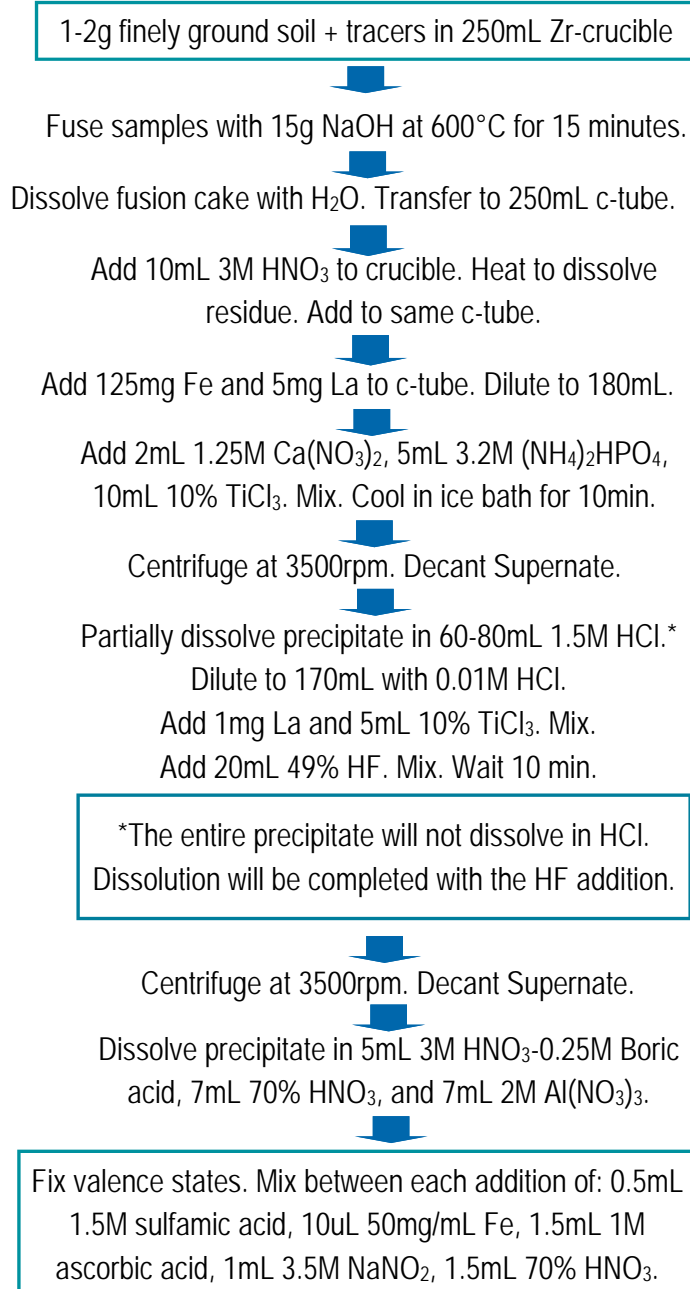 1-2g finely ground soil + tracers in 250mL Zr-crucible
Fuse samples with 15g NaOH at 600°C for 15 minutes.
Dissolve fusion cake with H₂O. Transfer to 250mL c-tube.
Add 10mL 3M HNO₃ to crucible. Heat to dissolve
residue. Add to same c-tube.
Add 125mg Fe and 5mg La to c-tube. Dilute to 180mL.
Add 2mL 1.25M Ca(NO₃)₂, 5mL 3.2M (NH₄)₂HPO₄,
10mL 10% TiCl₃. Mix. Cool in ice bath for 10min.
Centrifuge at 3500rpm. Decant Supernate.
Partially dissolve precipitate in 60-80mL 1.5M HCl.*
Dilute to 170mL with 0.01M HCl.
Add 1mg La and 5mL 10% TiCl₃. Mix.
Add 20mL 49% HF. Mix. Wait 10 min.
*The entire precipitate will not dissolve in HCl.
Dissolution will be completed with the HF addition.
Centrifuge at 3500rpm. Decant Supernate.
Dissolve precipitate in 5mL 3M HNO₃-0.25M Boric
acid, 7mL 70% HNO₃, and 7mL 2M Al(NO₃)₃.
Fix valence states. Mix between each addition of: 0.5mL
1.5M sulfamic acid, 10uL 50mg/mL Fe, 1.5mL 1M
ascorbic acid, 1mL 3.5M NaNO₂, 1.5mL 70% HNO₃.